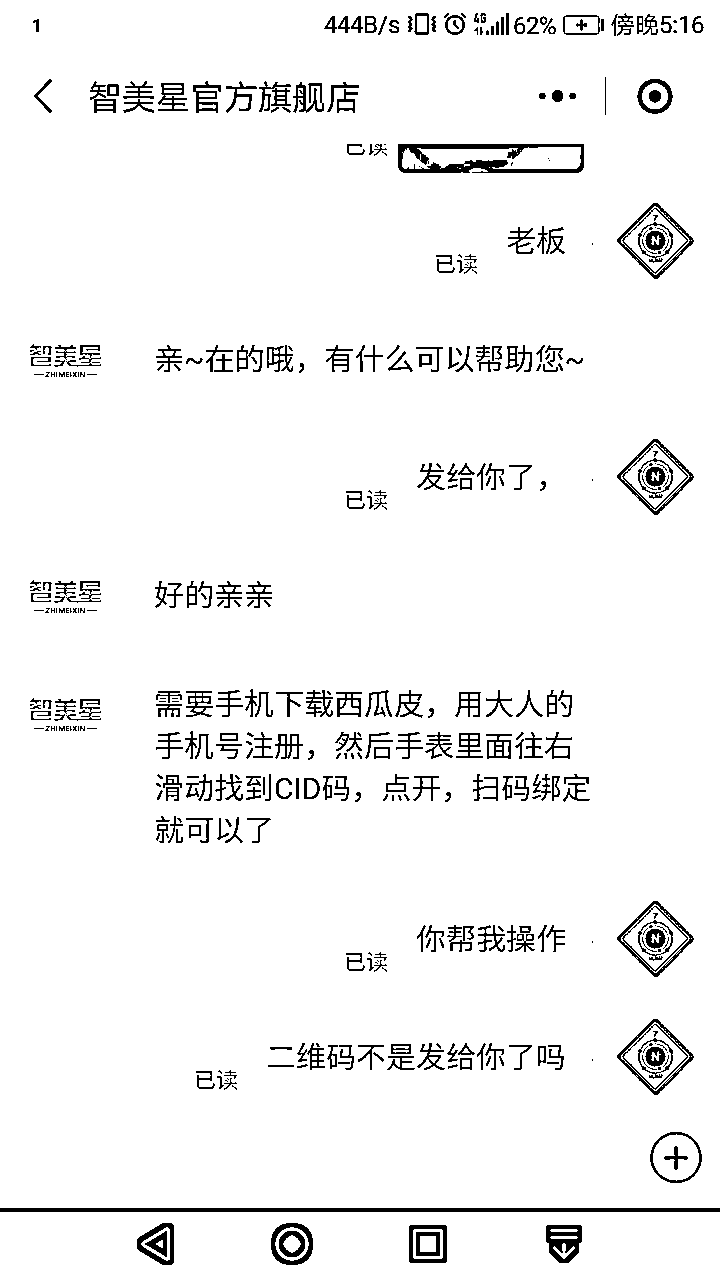 1
444B/s 4G 62% 傍晚5:16
智美星官方旗舰店
已读
老板
已读
智美星
ZHIMEIXIN
亲~在的哦，有什么可以帮助您~
发给你了，
已读
智美星
ZHIMEIXIN
好的亲亲
智美星
ZHIMEIXIN
需要手机下载西瓜皮，用大人的
手机号注册，然后手表里面往右
滑动找到CID码，点开，扫码绑定
就可以了
你帮我操作
已读
二维码不是发给你了吗
已读